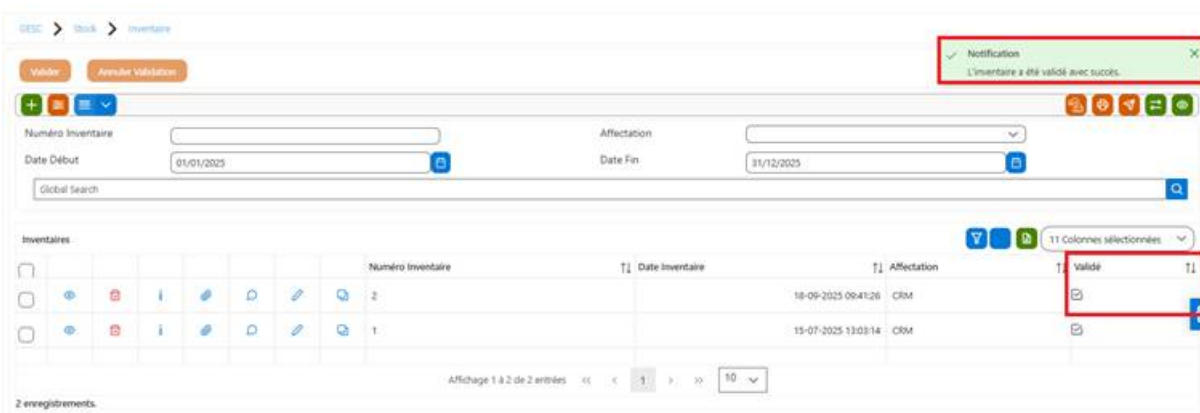 GESC > Stock > Inventaire
Notification
L'inventaire a été validé avec succès.
Valider Annuler Validation
Numéro Inventaire Affectation
Date Début 01/01/2025 Date Fin 31/12/2025
Global Search
Inventaires 11 Colonnes sélectionnées
Numéro Inventaire Date Inventaire Affectation Validé
2 18-09-2025 09:41:26 CRM
1 15-07-2025 13:03:14 CRM
Affichage 1 à 2 de 2 entrées << < 1 > >> 10
2 enregistrements.